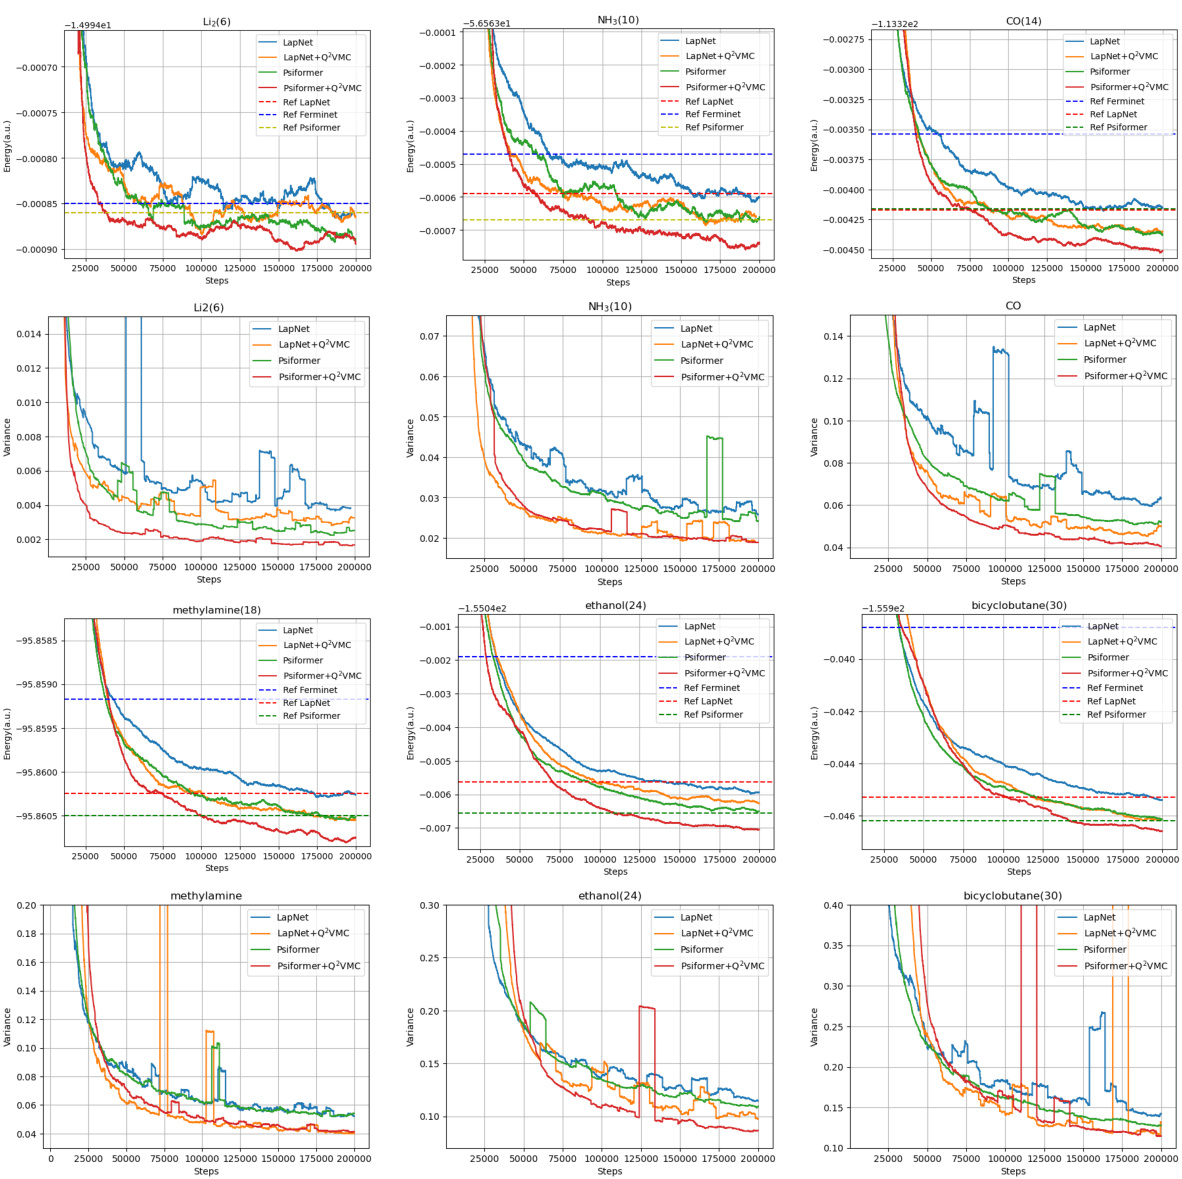 Li₂(6)
−1.4994e1
Energy(a.u.)
−0.00070
−0.00075
−0.00080
−0.00085
−0.00090
LapNet
LapNet+Q²VMC
Psiformer
Psiformer+Q²VMC
Ref LapNet
Ref Ferminet
Ref Psiformer
25000 50000 75000 100000 125000 150000 175000 200000
Steps
NH₃(10)
−5.6563e1
Energy(a.u.)
−0.0001
−0.0002
−0.0003
−0.0004
−0.0005
−0.0006
−0.0007
LapNet
LapNet+Q²VMC
Psiformer
Psiformer+Q²VMC
Ref LapNet
Ref Ferminet
Ref Psiformer
25000 50000 75000 100000 125000 150000 175000 200000
Steps
CO(14)
−1.1332e2
Energy(a.u.)
−0.00275
−0.00300
−0.00325
−0.00350
−0.00375
−0.00400
−0.00425
−0.00450
LapNet
LapNet+Q²VMC
Psiformer
Psiformer+Q²VMC
Ref Ferminet
Ref LapNet
Ref Psiformer
25000 50000 75000 100000 125000 150000 175000 200000
Steps
Li2(6)
Variance
0.014
0.012
0.010
0.008
0.006
0.004
0.002
LapNet
LapNet+Q²VMC
Psiformer
Psiformer+Q²VMC
25000 50000 75000 100000 125000 150000 175000 200000
Steps
NH₃(10)
Variance
0.07
0.06
0.05
0.04
0.03
0.02
LapNet
LapNet+Q²VMC
Psiformer
Psiformer+Q²VMC
25000 50000 75000 100000 125000 150000 175000 200000
Steps
CO
Variance
0.14
0.12
0.10
0.08
0.06
0.04
LapNet
LapNet+Q²VMC
Psiformer
Psiformer+Q²VMC
25000 50000 75000 100000 125000 150000 175000 200000
Steps
methylamine(18)
Energy(a.u.)
−95.8585
−95.8590
−95.8595
−95.8600
−95.8605
LapNet
LapNet+Q²VMC
Psiformer
Psiformer+Q²VMC
Ref Ferminet
Ref LapNet
Ref Psiformer
25000 50000 75000 100000 125000 150000 175000 200000
Steps
ethanol(24)
−1.5504e2
Energy(a.u.)
−0.001
−0.002
−0.003
−0.004
−0.005
−0.006
−0.007
LapNet
LapNet+Q²VMC
Psiformer
Psiformer+Q²VMC
Ref Ferminet
Ref LapNet
Ref Psiformer
25000 50000 75000 100000 125000 150000 175000 200000
Steps
bicyclobutane(30)
−1.559e2
Energy(a.u.)
−0.040
−0.042
−0.044
−0.046
LapNet
LapNet+Q²VMC
Psiformer
Psiformer+Q²VMC
Ref Ferminet
Ref LapNet
Ref Psiformer
25000 50000 75000 100000 125000 150000 175000 200000
Steps
methylamine
Variance
0.20
0.18
0.16
0.14
0.12
0.10
0.08
0.06
0.04
LapNet
LapNet+Q²VMC
Psiformer
Psiformer+Q²VMC
0 25000 50000 75000 100000 125000 150000 175000 200000
Steps
ethanol(24)
Variance
0.30
0.25
0.20
0.15
0.10
LapNet
LapNet+Q²VMC
Psiformer
Psiformer+Q²VMC
25000 50000 75000 100000 125000 150000 175000 200000
Steps
bicyclobutane(30)
Variance
0.40
0.35
0.30
0.25
0.20
0.15
0.10
LapNet
LapNet+Q²VMC
Psiformer
Psiformer+Q²VMC
25000 50000 75000 100000 125000 150000 175000 200000
Steps